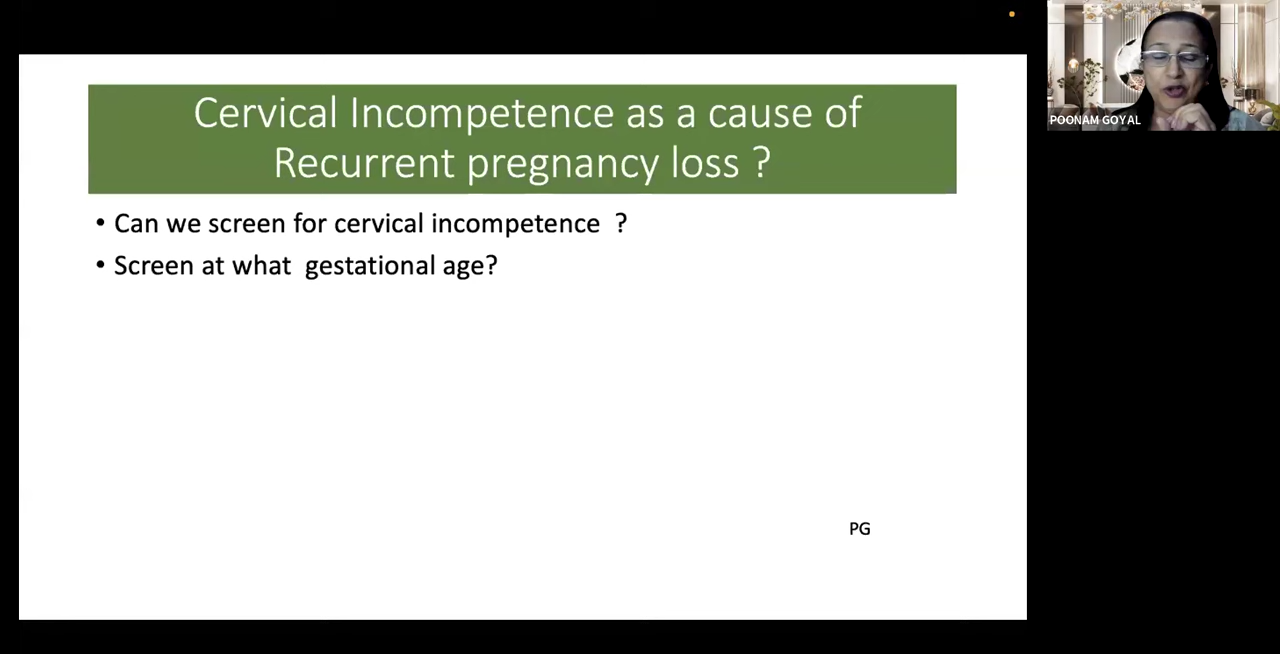 Cervical Incompetence as a cause of
Recurrent pregnancy loss ?
• Can we screen for cervical incompetence  ?
• Screen at what  gestational age?
PG
POONAM GOYAL